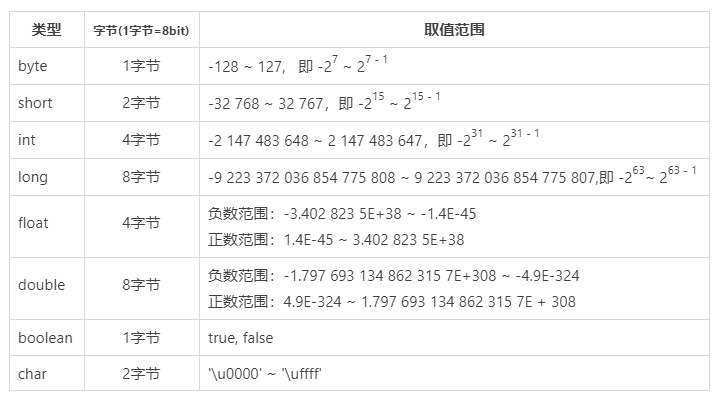 类型 字节(1字节=8bit) 取值范围
byte 1字节 -128 ~ 127， 即 -2^7 ~ 2^7 - 1
short 2字节 -32 768 ~ 32 767，即 -2^15 ~ 2^15 - 1
int 4字节 -2 147 483 648 ~ 2 147 483 647，即 -2^31 ~ 2^31 - 1
long 8字节 -9 223 372 036 854 775 808 ~ 9 223 372 036 854 775 807,即 -2^63~ 2^63 - 1
float 4字节 负数范围：-3.402 823 5E+38 ~ -1.4E-45
正数范围：1.4E-45 ~ 3.402 823 5E+38
double 8字节 负数范围：-1.797 693 134 862 315 7E+308 ~ -4.9E-324
正数范围：4.9E-324 ~ 1.797 693 134 862 315 7E + 308
boolean 1字节 true, false
char 2字节 '\u0000' ~ '\uffff'